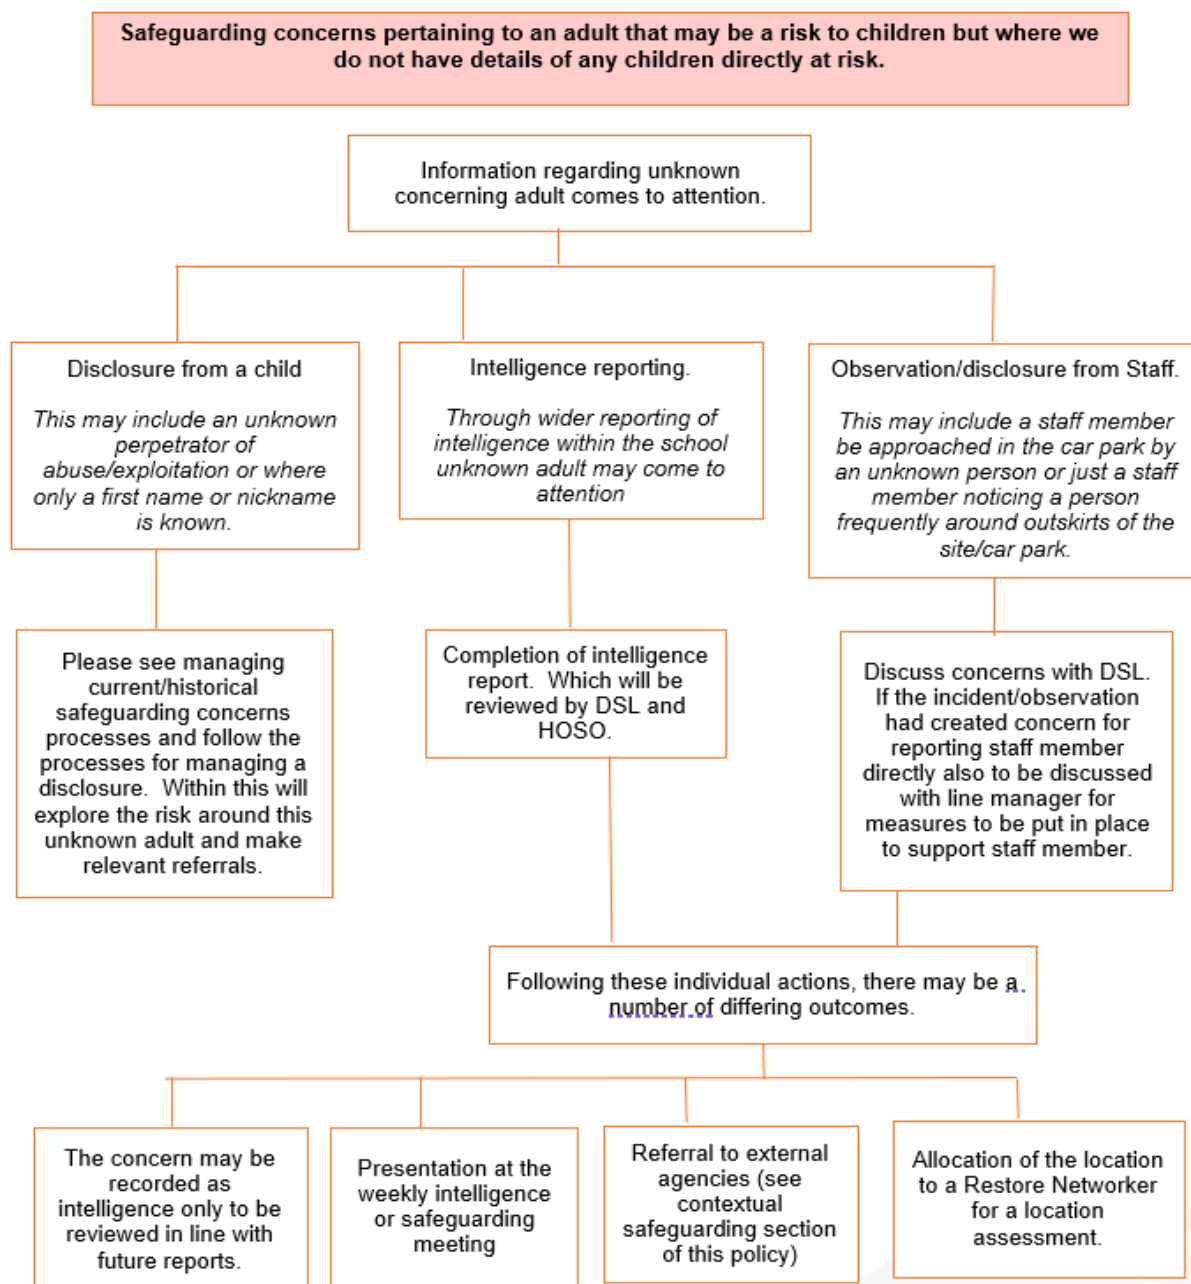 Safeguarding concerns pertaining to an adult that may be a risk to children but where we
do not have details of any children directly at risk.
Information regarding unknown
concerning adult comes to attention.
Disclosure from a child
This may include an unknown
perpetrator of
abuse/exploitation or where
only a first name or nickname
is known.
Intelligence reporting.
Through wider reporting of
intelligence within the school
unknown adult may come to
attention
Observation/disclosure from Staff.
This may include a staff member
be approached in the car park by
an unknown person or just a staff
member noticing a person
frequently around outskirts of the
site/car park.
Please see managing
current/historical
safeguarding concerns
processes and follow the
processes for managing a
disclosure.  Within this will
explore the risk around this
unknown adult and make
relevant referrals.
Completion of intelligence
report.  Which will be
reviewed by DSL and
HOSO.
Discuss concerns with DSL.
If the incident/observation
had created concern for
reporting staff member
directly also to be discussed
with line manager for
measures to be put in place
to support staff member.
Following these individual actions, there may be a
number of differing outcomes.
The concern may be
recorded as
intelligence only to be
reviewed in line with
future reports.
Presentation at the
weekly intelligence
or safeguarding
meeting
Referral to external
agencies (see
contextual
safeguarding section
of this policy)
Allocation of the location
to a Restore Networker
for a location
assessment.